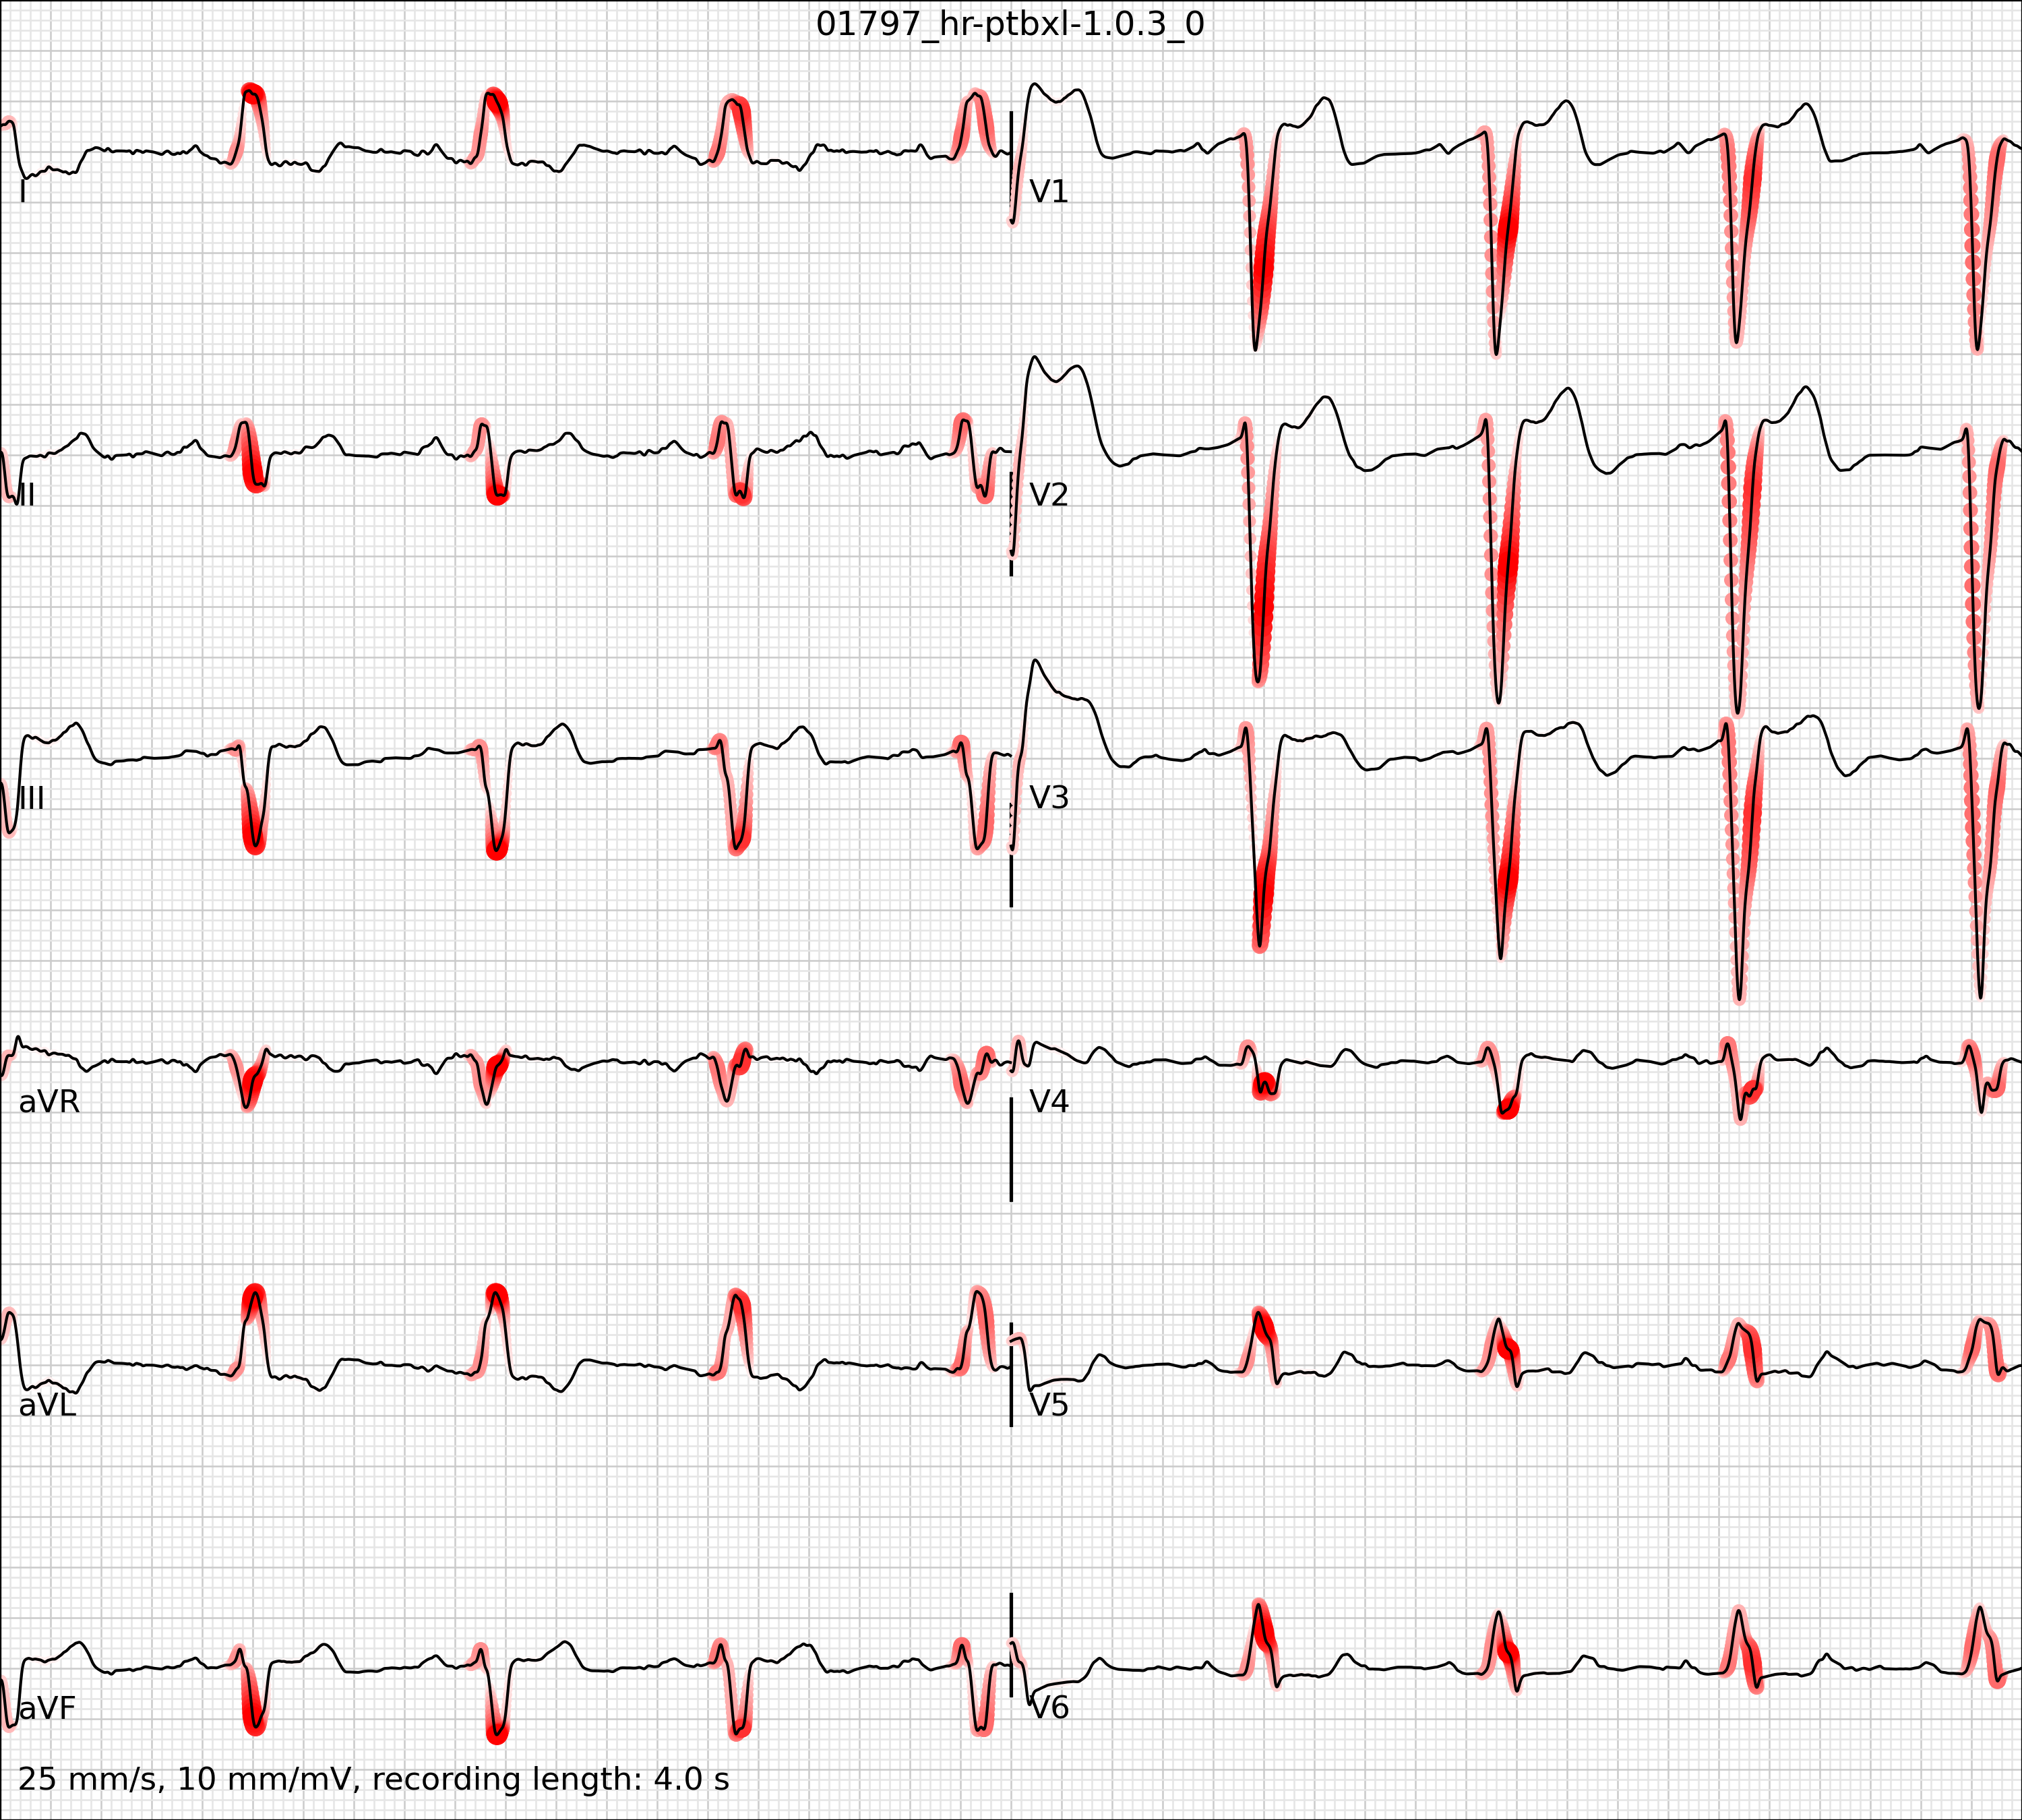 01797_hr-ptbxl-1.0.3_0
I
V1
II
V2
III
V3
aVR
V4
aVL
V5
aVF
V6
25 mm/s, 10 mm/mV, recording length: 4.0 s